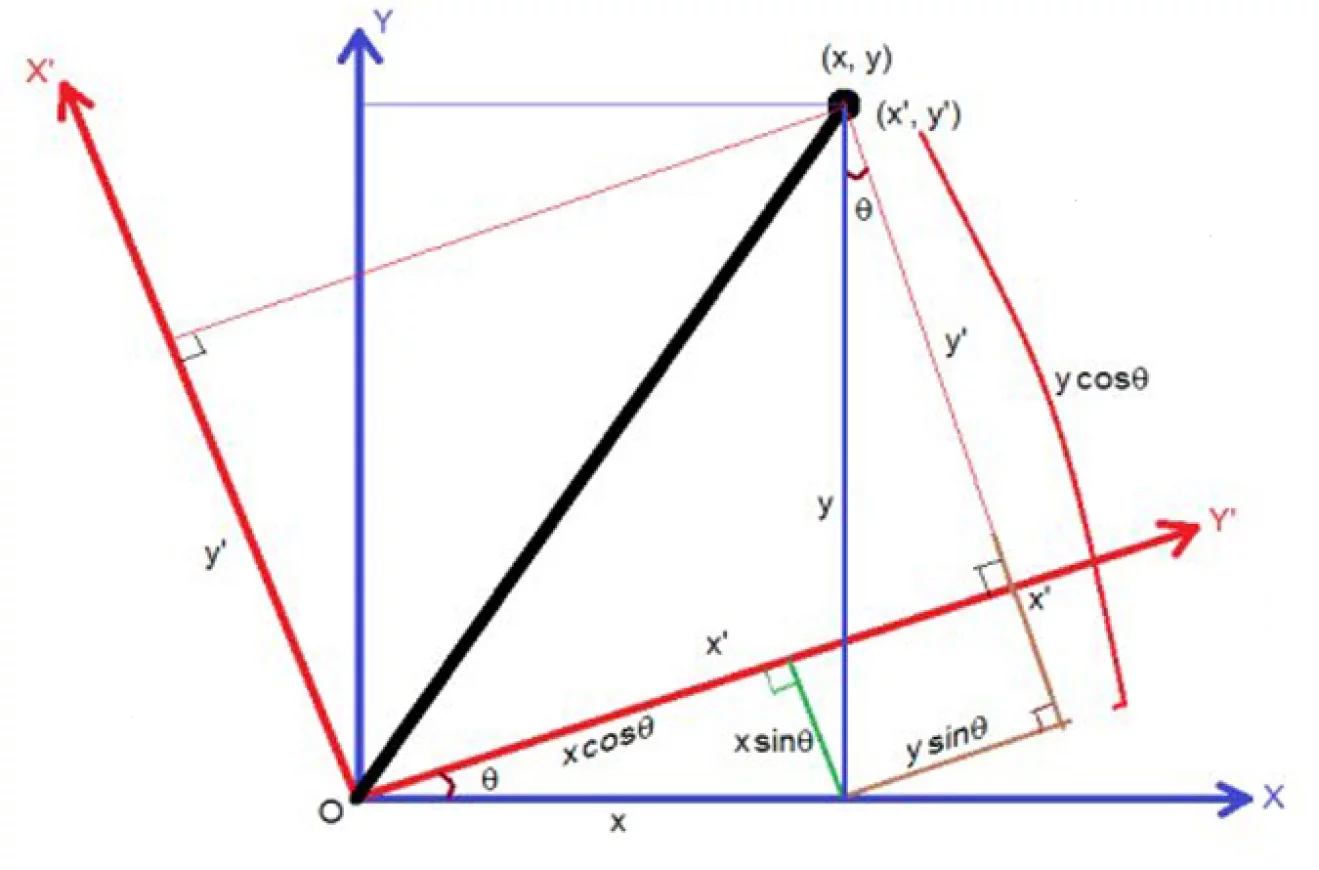 Y
X'
(x, y)
(x', y')
θ
y'
y cosθ
y
Y'
y'
x'
x'
x cosθ
x sinθ
y sinθ
θ
O
x
X